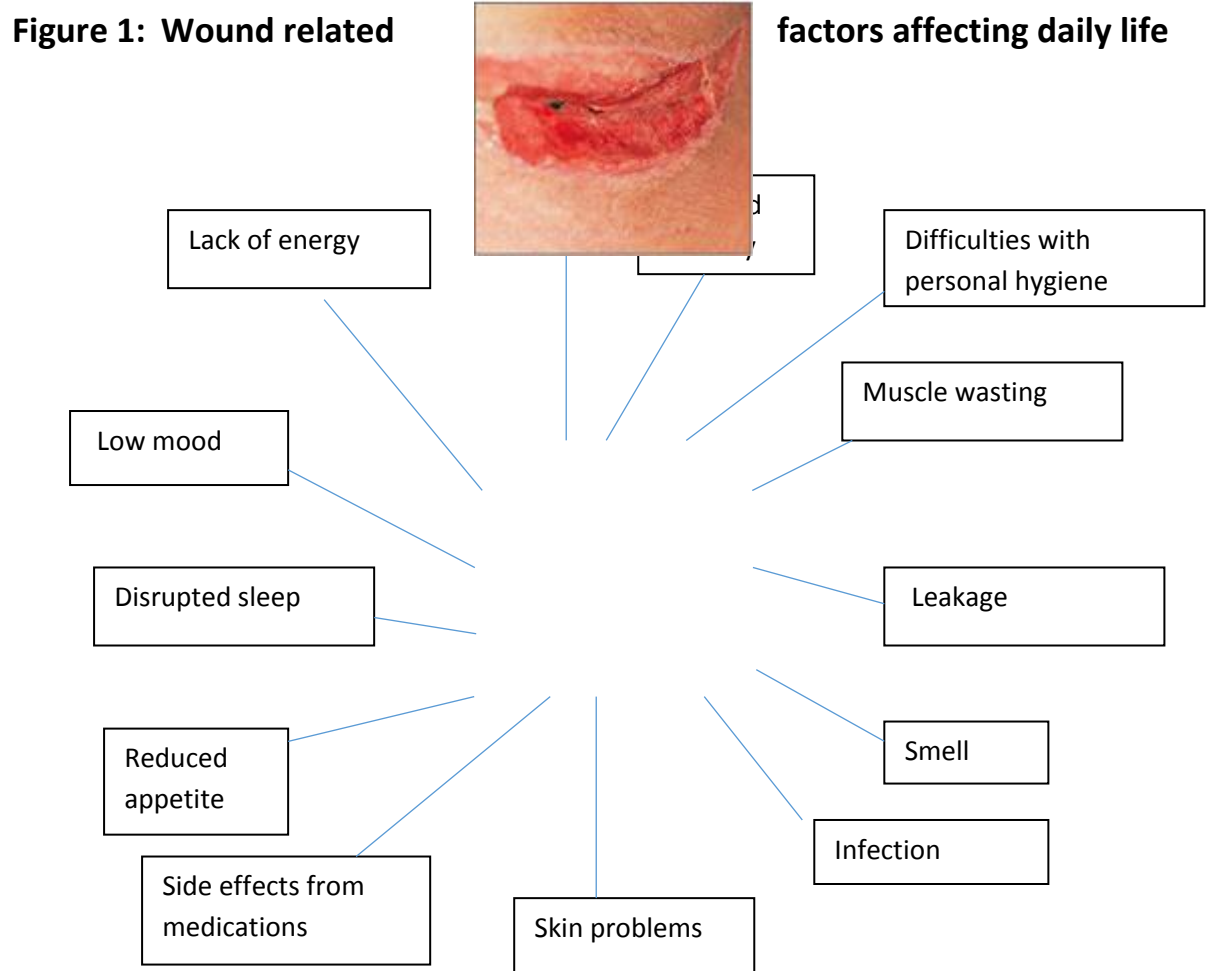 Figure 1: Wound related factors affecting daily life
Lack of energy
Difficulties with
personal hygiene
Muscle wasting
Low mood
Disrupted sleep
Leakage
Reduced
appetite
Smell
Infection
Side effects from
medications
Skin problems